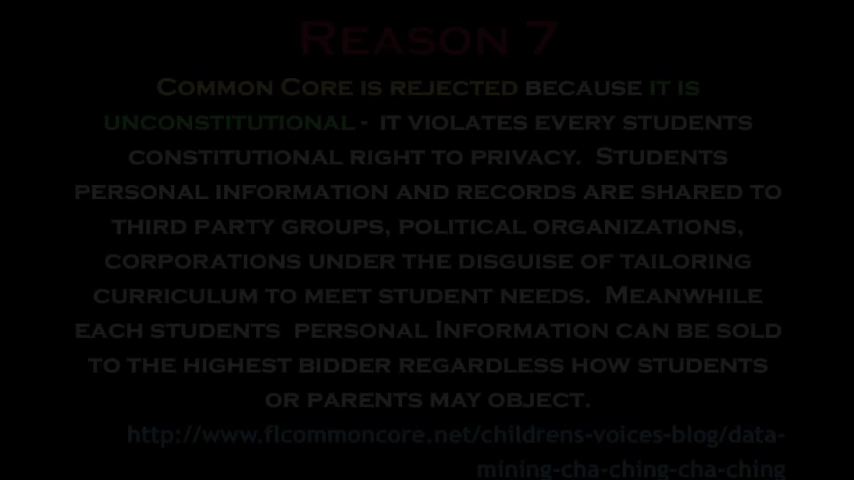 Reason 7
Common Core is rejected because it is
unconstitutional - it violates every students
constitutional right to privacy. Students
personal information and records are shared to
third party groups, political organizations,
corporations under the disguise of tailoring
curriculum to meet student needs. Meanwhile
each students personal Information can be sold
to the highest bidder regardless how students
or parents may object.
http://www.flcommoncore.net/childrens-voices-blog/data-
mining-cha-ching-cha-ching